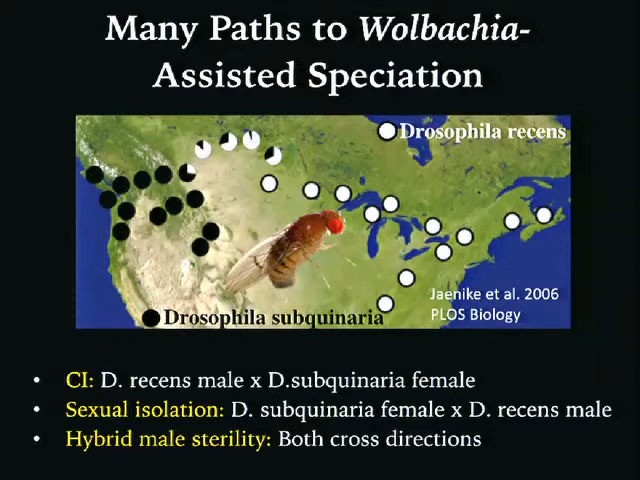 Many Paths to Wolbachia-
Assisted Speciation
Drosophila recens
Jaenike et al. 2006
PLOS Biology
Drosophila subquinaria
• CI: D. recens male x D.subquinaria female
• Sexual isolation: D. subquinaria female x D. recens male
• Hybrid male sterility: Both cross directions